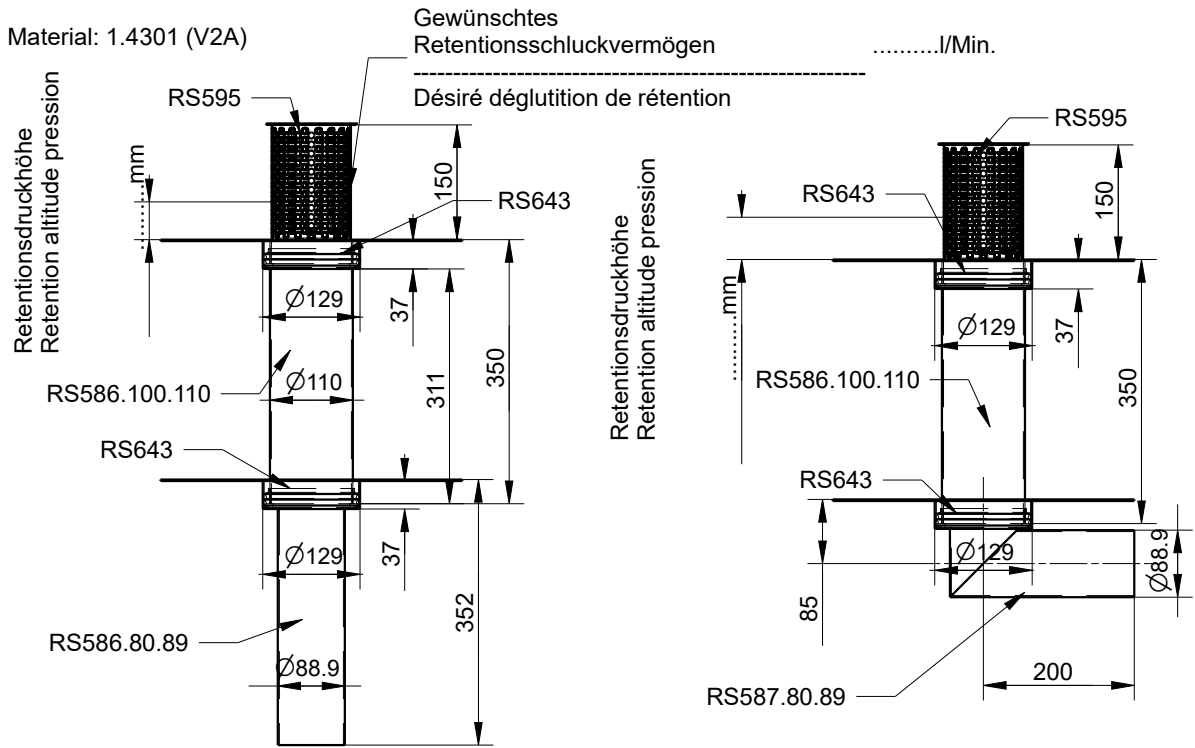 Material: 1.4301 (V2A)
Gewünschtes
Retentionsschluckvermögen ..........l/Min.
--------------------------------------------------------------------
Désiré déglutition de rétention
Retentionsdruckhöhe
Retention altitude pression
........mm
RS595
150
RS643
Ø129
37
350
311
RS586.100.110
Ø110
RS643
Ø129
37
352
RS586.80.89
Ø88.9
Retentionsdruckhöhe
Retention altitude pression
..........mm
RS595
RS643
150
Ø129
37
RS586.100.110
350
RS643
Ø129
Ø88.9
85
200
RS587.80.89